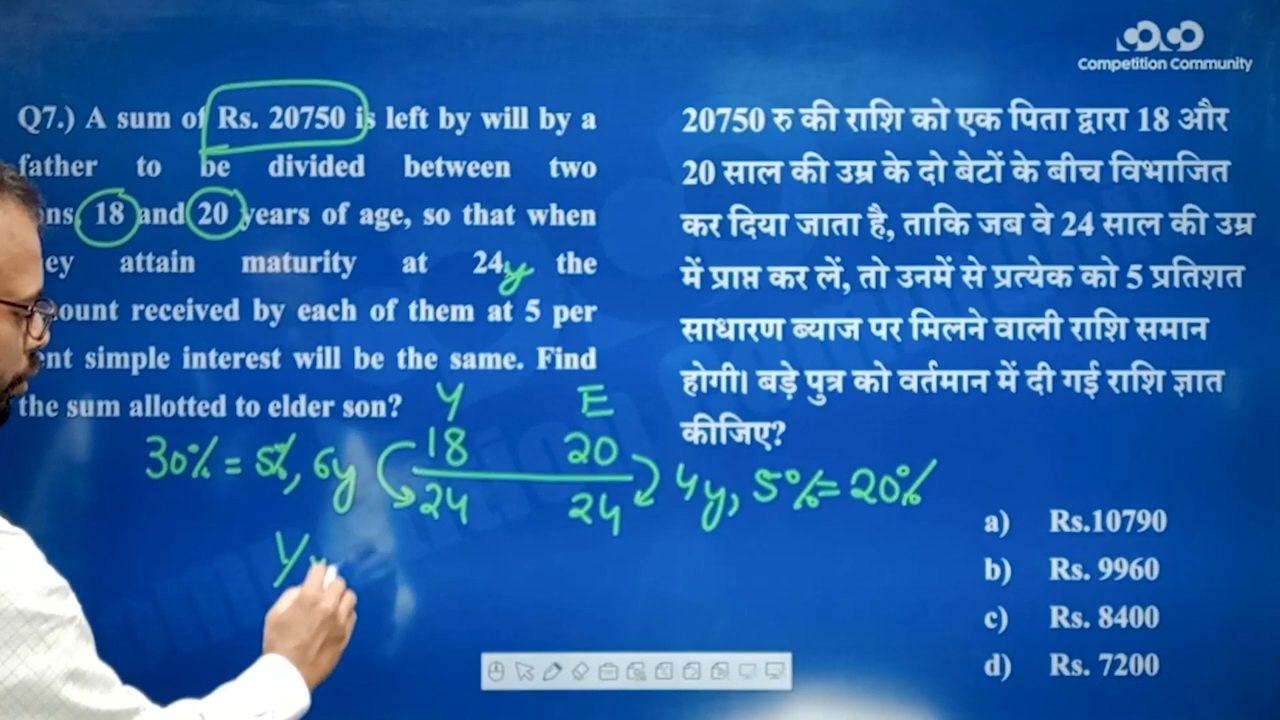 Competition Community
Q7.) A sum of Rs. 20750 is left by will by a
father to be divided between two
ons, 18 and 20 years of age, so that when
ey attain maturity at 24y the
ount received by each of them at 5 per
ent simple interest will be the same. Find
the sum allotted to elder son?
20750 रु की राशि को एक पिता द्वारा 18 और
20 साल की उम्र के दो बेटों के बीच विभाजित
कर दिया जाता है, ताकि जब वे 24 साल की उम्र
में प्राप्त कर लें, तो उनमें से प्रत्येक को 5 प्रतिशत
साधारण ब्याज पर मिलने वाली राशि समान
होगी। बड़े पुत्र को वर्तमान में दी गई राशि ज्ञात
कीजिए?
Y E
18 20
30% = 5%, 6y 24 24 4y, 5% = 20%
Y
a) Rs.10790
b) Rs. 9960
c) Rs. 8400
d) Rs. 7200